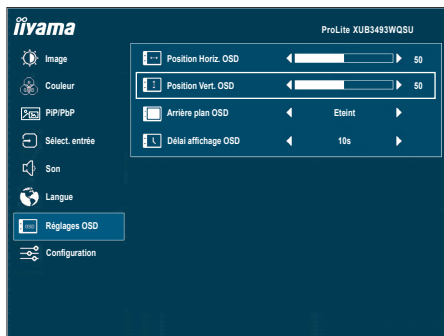 iiyama
ProLite XUB3493WQSU
Image
Couleur
PiP/PbP
Sélect. entrée
Son
Langue
OSD Réglages OSD
Configuration
Position Horiz. OSD 50
Position Vert. OSD 50
Arrière plan OSD Eteint
Délai affichage OSD 10s